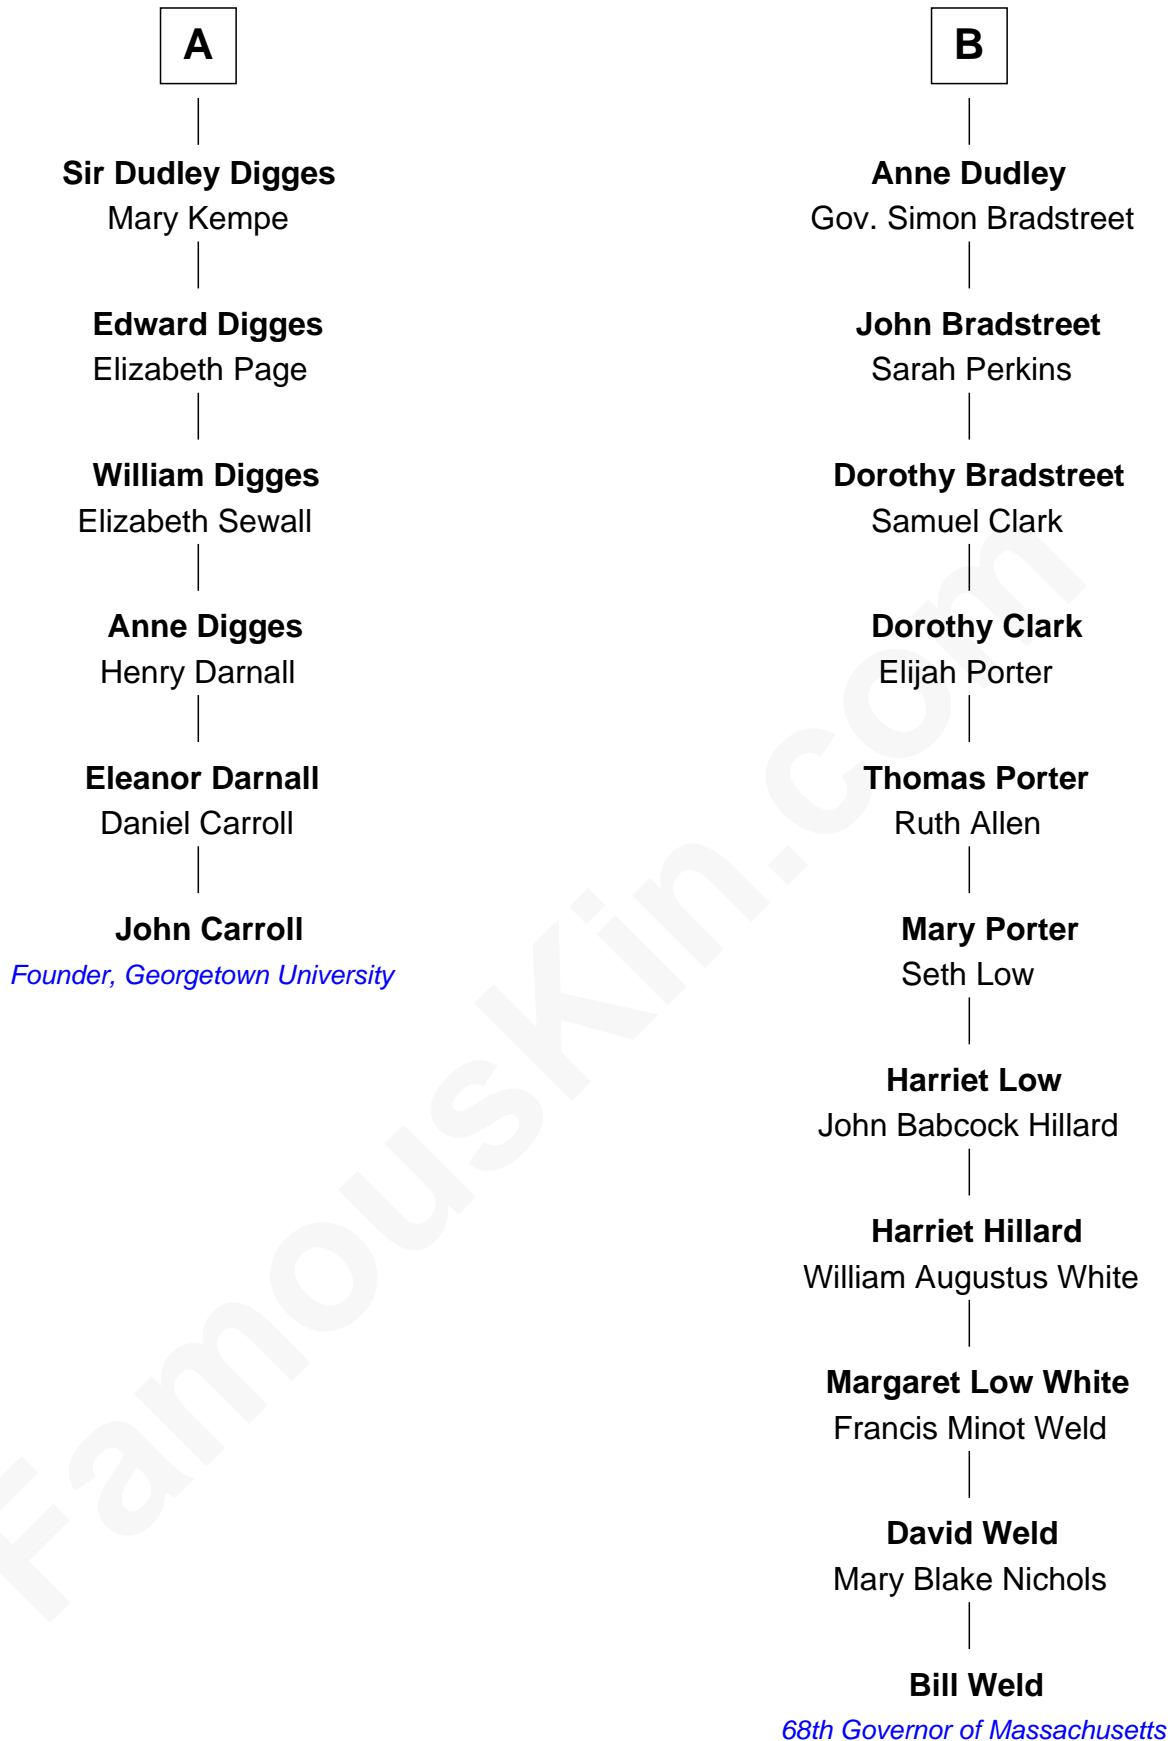 A
Sir Dudley Digges
Mary Kempe
Edward Digges
Elizabeth Page
William Digges
Elizabeth Sewall
Anne Digges
Henry Darnall
Eleanor Darnall
Daniel Carroll
John Carroll
Founder, Georgetown University
B
Anne Dudley
Gov. Simon Bradstreet
John Bradstreet
Sarah Perkins
Dorothy Bradstreet
Samuel Clark
Dorothy Clark
Elijah Porter
Thomas Porter
Ruth Allen
Mary Porter
Seth Low
Harriet Low
John Babcock Hillard
Harriet Hillard
William Augustus White
Margaret Low White
Francis Minot Weld
David Weld
Mary Blake Nichols
Bill Weld
68th Governor of Massachusetts
FamousKin.com